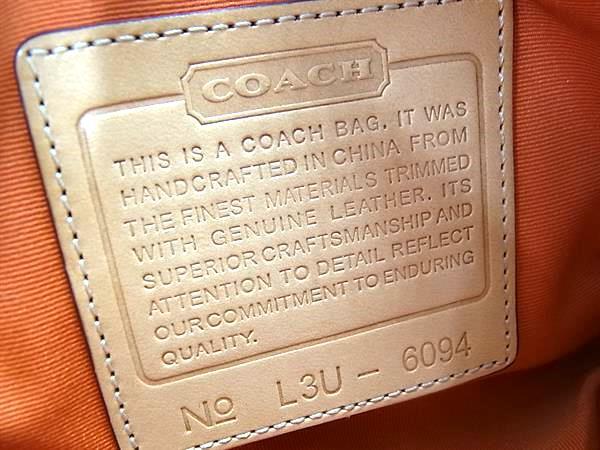 COACH
THIS IS A COACH BAG. IT WAS
HANDCRAFTED IN CHINA FROM
THE FINEST MATERIALS TRIMMED
WITH GENUINE LEATHER. ITS
SUPERIOR CRAFTSMANSHIP AND
ATTENTION TO DETAIL REFLECT
OUR COMMITMENT TO ENDURING
QUALITY.
No L3U - 6094